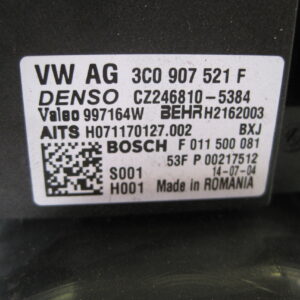 VW AG 3C0 907 521 F
DENSO CZ246810-5384
Valeo 997164W BEHR H2162003
AITS H071170127.002 BXJ
BOSCH F 011 500 081
53F P 00217512
S001 14-07-04
H001 Made in ROMANIA